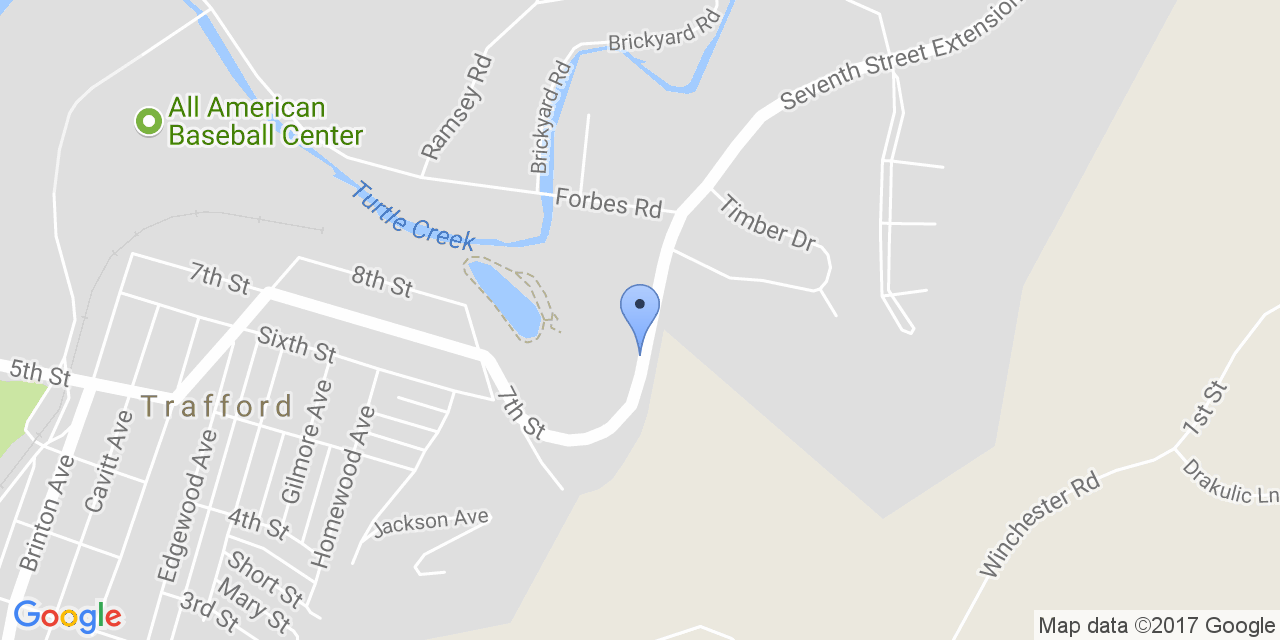 Brickyard Rd
Seventh Street Extension
Ramsey Rd
Brickyard Rd
All American
Baseball Center
Forbes Rd
Timber Dr
Turtle Creek
7th St
8th St
Sixth St
5th St
Trafford
7th St
Gilmore Ave
Homewood Ave
Cavitt Ave
Edgewood Ave
Brinton Ave
4th St
Jackson Ave
Short St
Mary St
3rd St
1st St
Winchester Rd
Drakulic Ln
Google
Map data ©2017 Google